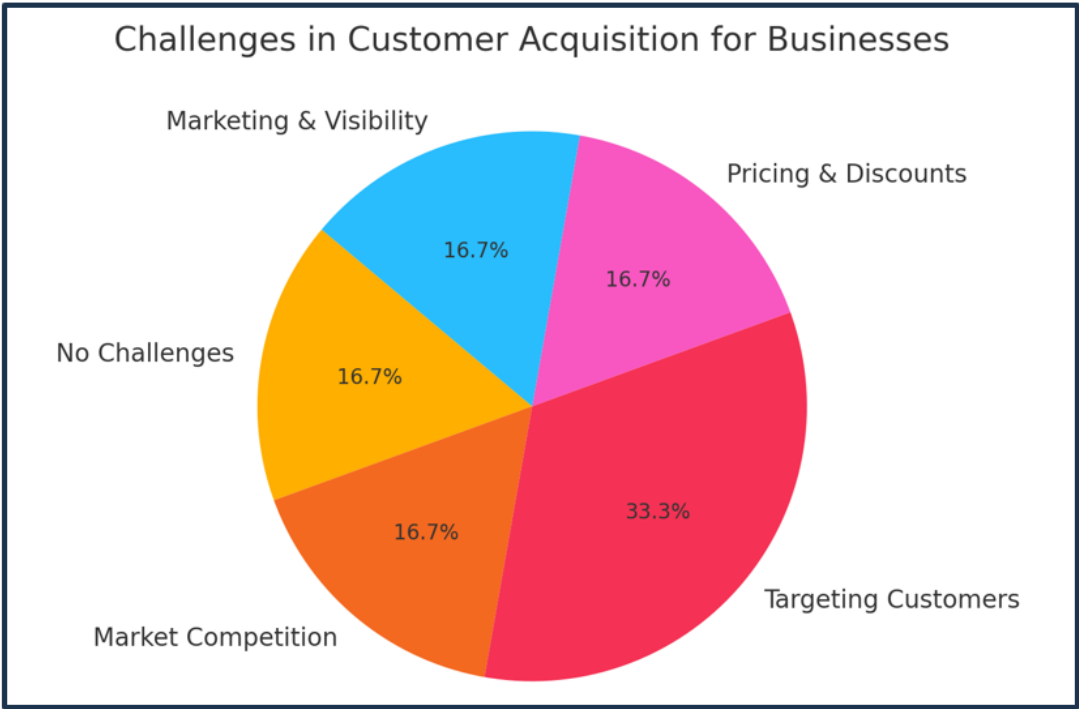 Challenges in Customer Acquisition for Businesses
Marketing & Visibility
Pricing & Discounts
16.7%
16.7%
No Challenges
16.7%
33.3%
16.7%
Targeting Customers
Market Competition